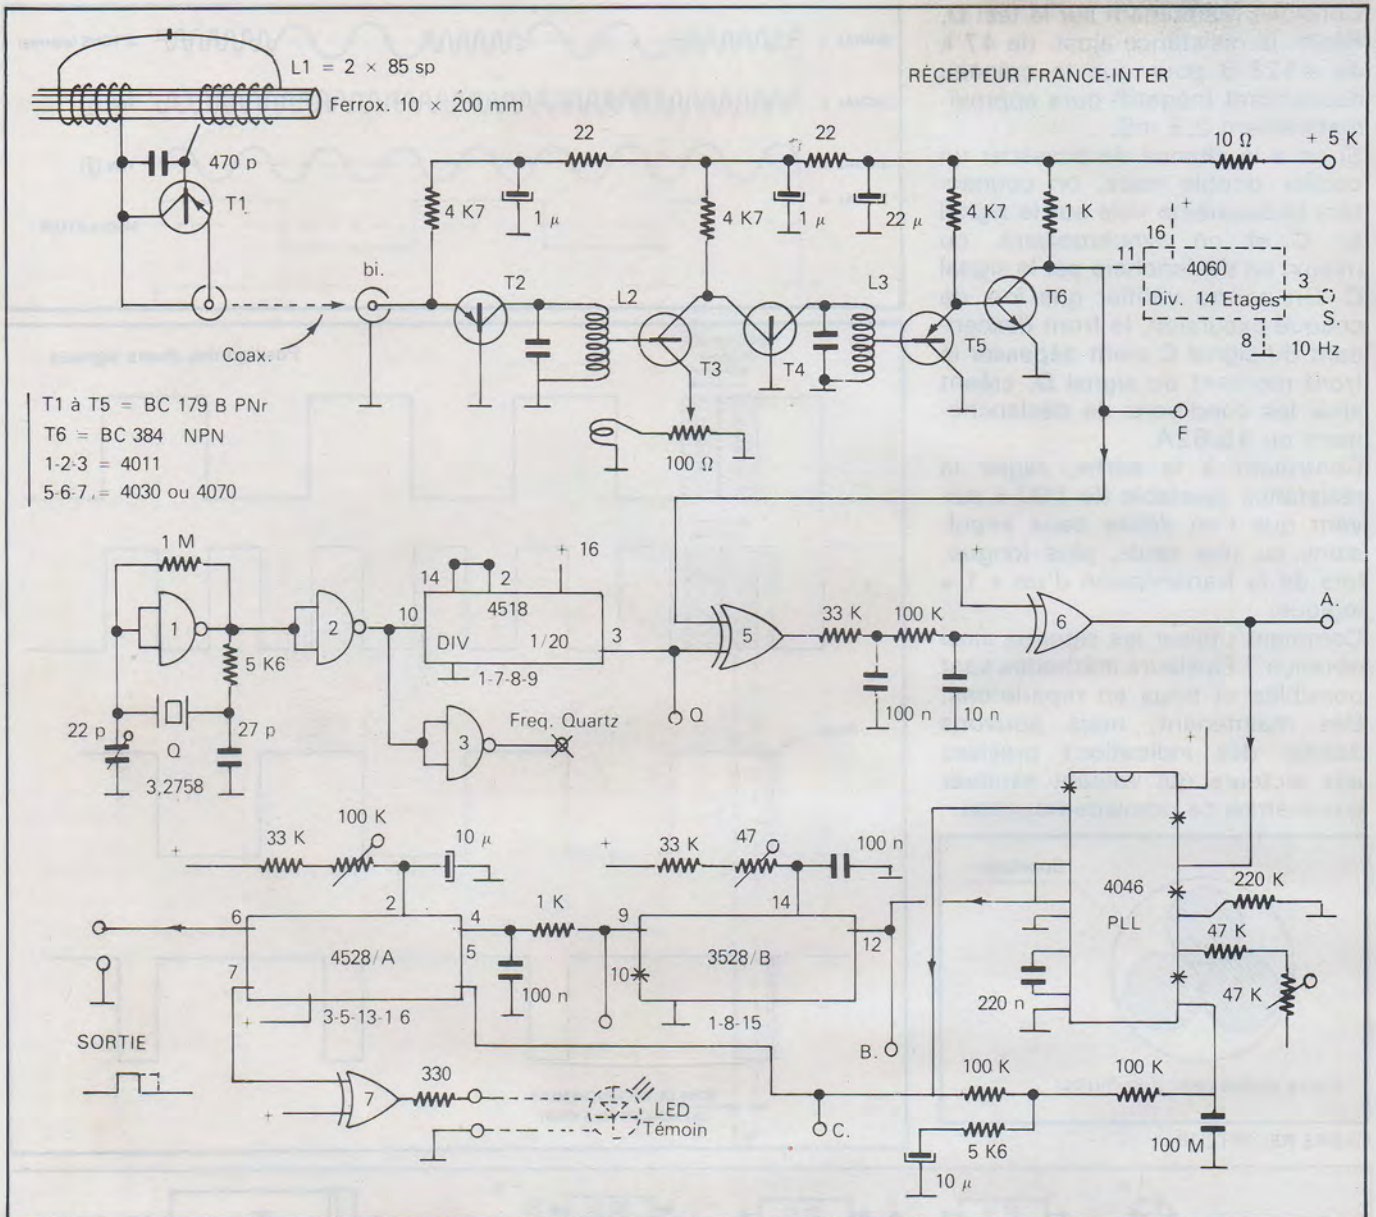 L1 = 2 × 85 sp
Ferrox. 10 × 200 mm
RÉCEPTEUR FRANCE-INTER
470 p
T1
22
22
10 Ω
+ 5 K
4 K7
1 μ
4 K7
1 μ
22 μ
4 K7
1 K
+
16
11
4060
3
Div. 14 Etages
S.
8
10 Hz
bi.
Coax.
T2
L2
T3
T4
L3
T5
T6
F
100 Ω
T1 à T5 = BC 179 B PNr
T6 = BC 384 NPN
1-2-3 = 4011
5-6-7 = 4030 ou 4070
1 M
1
2
5 K6
22 p
Q
27 p
3,2758
14
2
+ 16
10
4518
DIV
1/20
3
1-7-8-9
3
Freq. Quartz
Q
5
33 K
100 K
100 n
10 n
+
6
A
+
33 K
100 K
10 μ
+
33 K
47
100 n
6
2
4
1 K
9
14
12
4528/A
5
3528/B
7
10
+
3-5-13-1 6
100 n
1-8-15
B.
4046
PLL
220 K
47 K
47 K
220 n
SORTIE
7
+
330
LED
Témoin
C.
100 K
100 K
5 K6
10 μ
100 M